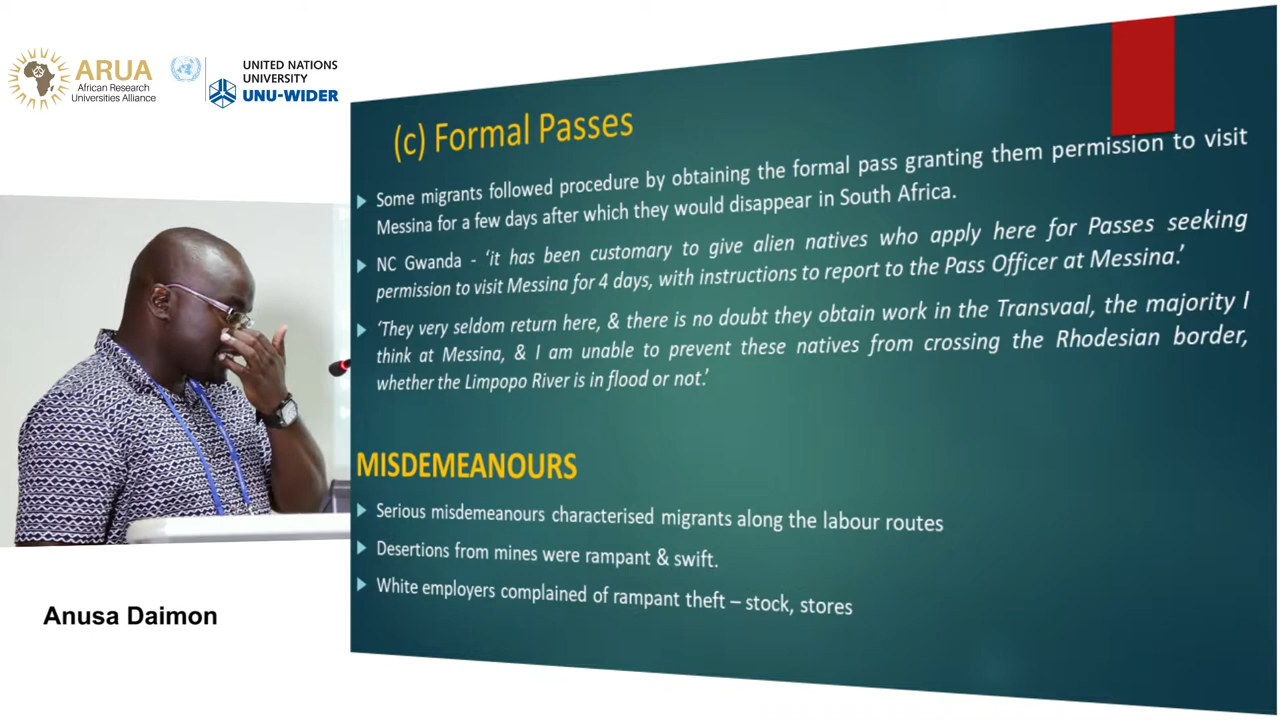 ARUA
African Research
Universities Alliance
UNITED NATIONS
UNIVERSITY
UNU-WIDER
(c) Formal Passes
Some migrants followed procedure by obtaining the formal pass granting them permission to visit
Messina for a few days after which they would disappear in South Africa.
NC Gwanda - ‘it has been customary to give alien natives who apply here for Passes seeking
permission to visit Messina for 4 days, with instructions to report to the Pass Officer at Messina.’
‘They very seldom return here, & there is no doubt they obtain work in the Transvaal, the majority I
think at Messina, & I am unable to prevent these natives from crossing the Rhodesian border,
whether the Limpopo River is in flood or not.’
MISDEMEANOURS
Serious misdemeanours characterised migrants along the labour routes
Desertions from mines were rampant & swift.
White employers complained of rampant theft – stock, stores
Anusa Daimon